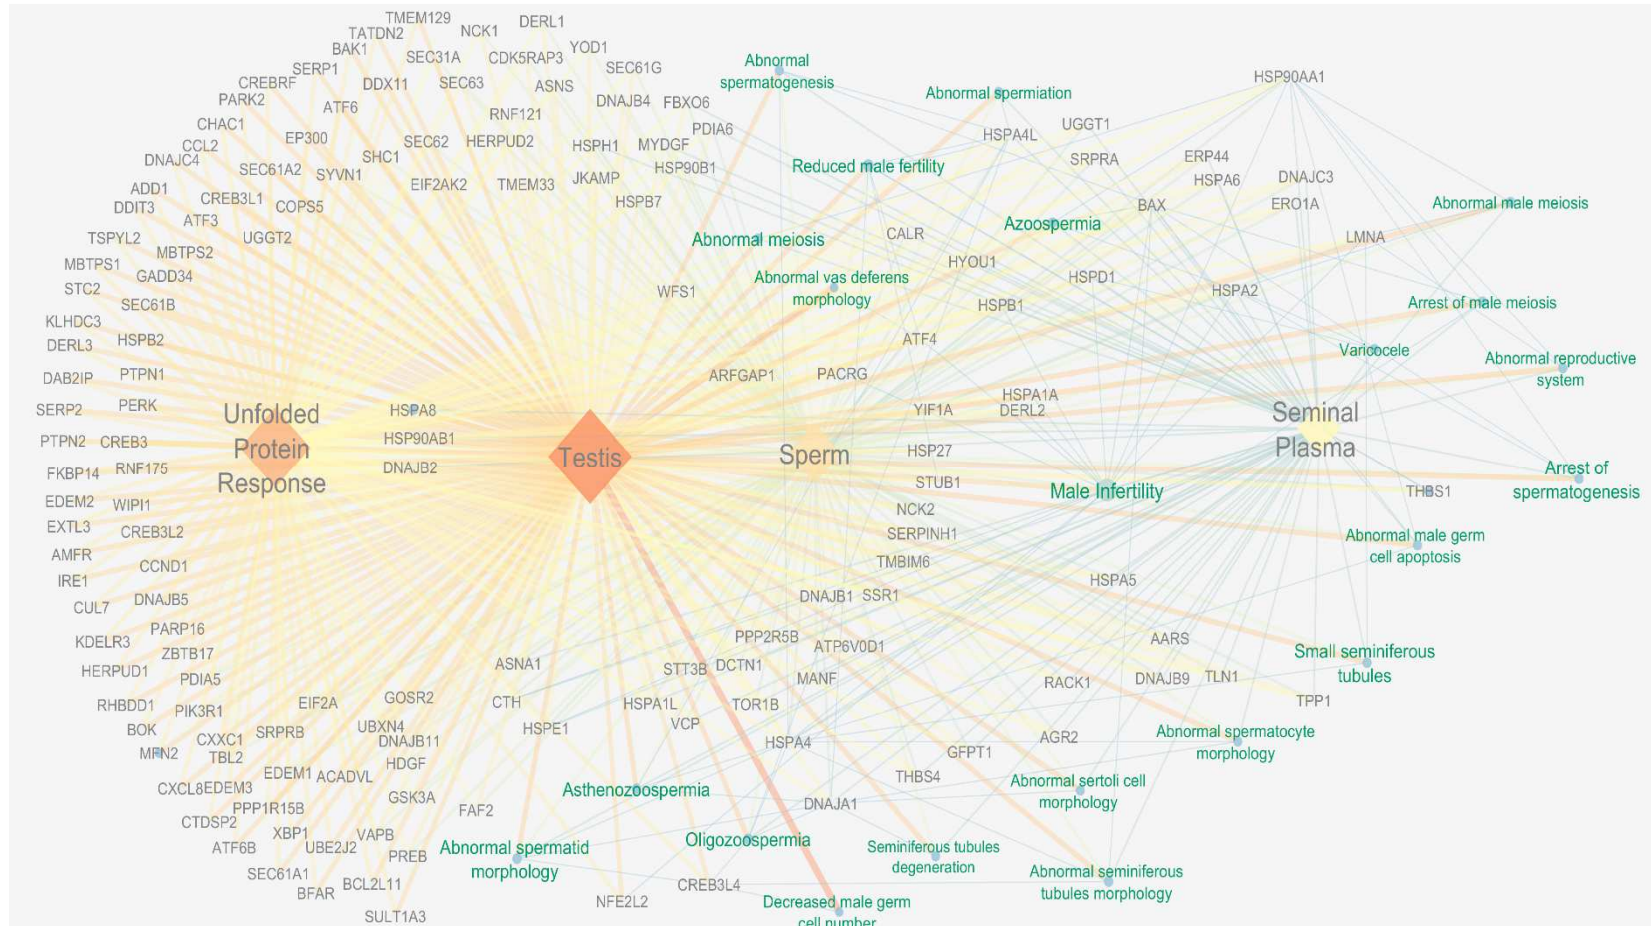 TMEM129
NCK1
DERL1
TATDN2
BAK1
SEC31A
CDK5RAP3
YOD1
SERP1
SEC61G
Abnormal
spermatogenesis
HSP90AA1
CREBRF
DDX11
SEC63
ASNS
PARK2
ATF6
DNAJB4
FBXO6
Abnormal spermiation
CHAC1
RNF121
PDIA6
HSPA4L
UGGT1
CCL2
EP300
SEC62
HERPUD2
HSPH1
MYDGF
DNAJC4
SHC1
HSP90B1
Reduced male fertility
SRPRA
ERP44
SEC61A2
SYVN1
JKAMP
HSPA6
DNAJC3
ADD1
CREB3L1
EIF2AK2
TMEM33
DDIT3
COPS5
HSPB7
BAX
ERO1A
Abnormal male meiosis
ATF3
Azoospermia
TSPYL2
UGGT2
Abnormal meiosis
CALR
LMNA
MBTPS2
MBTPS1
HYOU1
GADD34
Abnormal vas deferens
morphology
HSPD1
STC2
WFS1
HSPA2
SEC61B
HSPB1
Arrest of male meiosis
KLHDC3
HSPB2
ATF4
DERL3
Varicocele
Abnormal reproductive
system
DAB2IP
PTPN1
ARFGAP1
PACRG
HSPA1A
SERP2
PERK
HSPA8
YIF1A
DERL2
Unfolded
Protein
Response
Seminal
Plasma
PTPN2
CREB3
HSP90AB1
Testis
Sperm
HSP27
FKBP14
RNF175
DNAJB2
STUB1
Male Infertility
THBS1
Arrest of
spermatogenesis
EDEM2
WIPI1
NCK2
EXTL3
CREB3L2
SERPINH1
Abnormal male germ
cell apoptosis
AMFR
CCND1
TMBIM6
IRE1
HSPA5
CUL7
DNAJB5
DNAJB1
SSR1
PARP16
KDELR3
PPP2R5B
ATP6V0D1
AARS
ZBTB17
Small seminiferous
tubules
HERPUD1
PDIA5
ASNA1
STT3B
DCTN1
MANF
RACK1
DNAJB9
TLN1
RHBDD1
PIK3R1
EIF2A
GOSR2
CTH
HSPA1L
TOR1B
TPP1
BOK
CXXC1
SRPRB
UBXN4
HSPE1
VCP
Abnormal spermatocyte
morphology
MFN2
TBL2
DNAJB11
HSPA4
GFPT1
AGR2
EDEM1
ACADVL
HDGF
THBS4
Abnormal sertoli cell
morphology
CXCL8
EDEM3
GSK3A
Asthenozoospermia
PPP1R15B
FAF2
DNAJA1
CTDSP2
XBP1
VAPB
Oligozoospermia
ATF6B
UBE2J2
PREB
Abnormal spermatid
morphology
Seminiferous tubules
degeneration
SEC61A1
BCL2L11
CREB3L4
Abnormal seminiferous
tubules morphology
BFAR
NFE2L2
Decreased male germ
cell number
SULT1A3